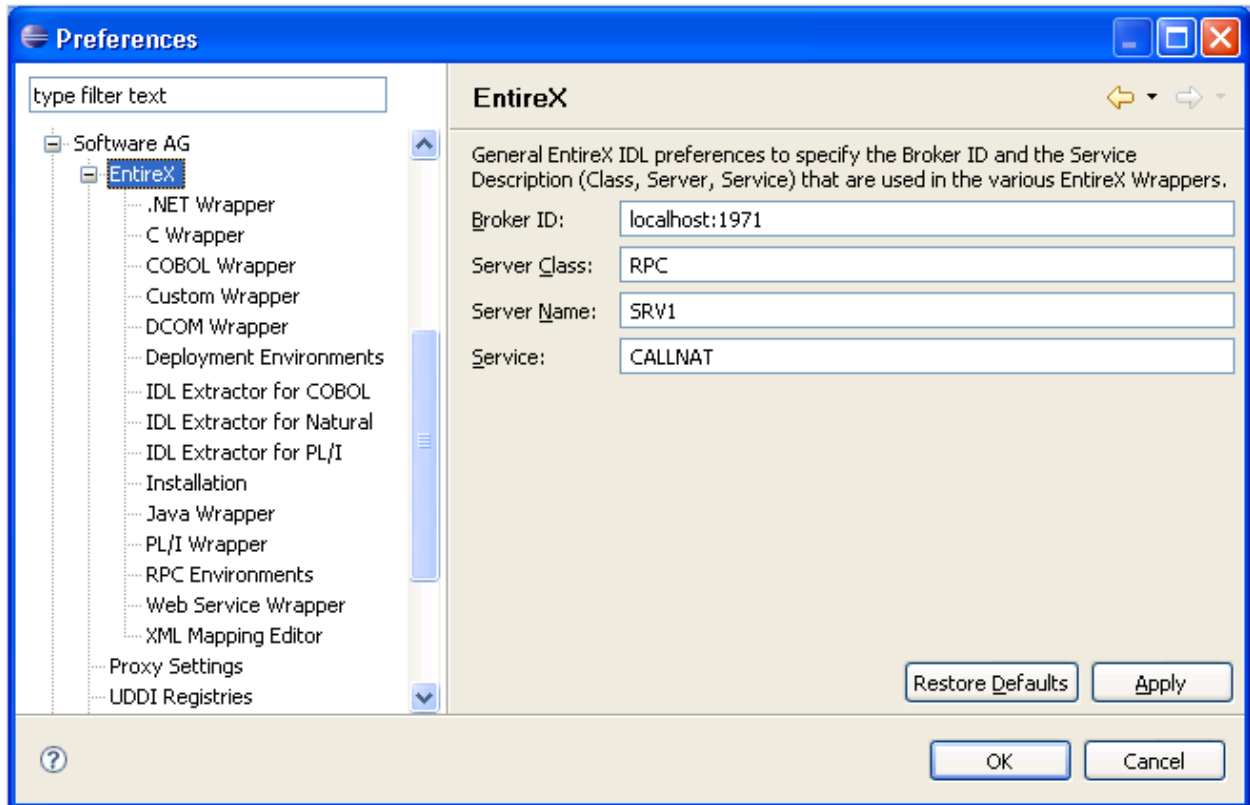 Preferences
type filter text
Software AG
EntireX
.NET Wrapper
C Wrapper
COBOL Wrapper
Custom Wrapper
DCOM Wrapper
Deployment Environments
IDL Extractor for COBOL
IDL Extractor for Natural
IDL Extractor for PL/I
Installation
Java Wrapper
PL/I Wrapper
RPC Environments
Web Service Wrapper
XML Mapping Editor
Proxy Settings
UDDI Registries
EntireX
General EntireX IDL preferences to specify the Broker ID and the Service
Description (Class, Server, Service) that are used in the various EntireX Wrappers.
Broker ID: localhost:1971
Server Class: RPC
Server Name: SRV1
Service: CALLNAT
Restore Defaults Apply
OK Cancel